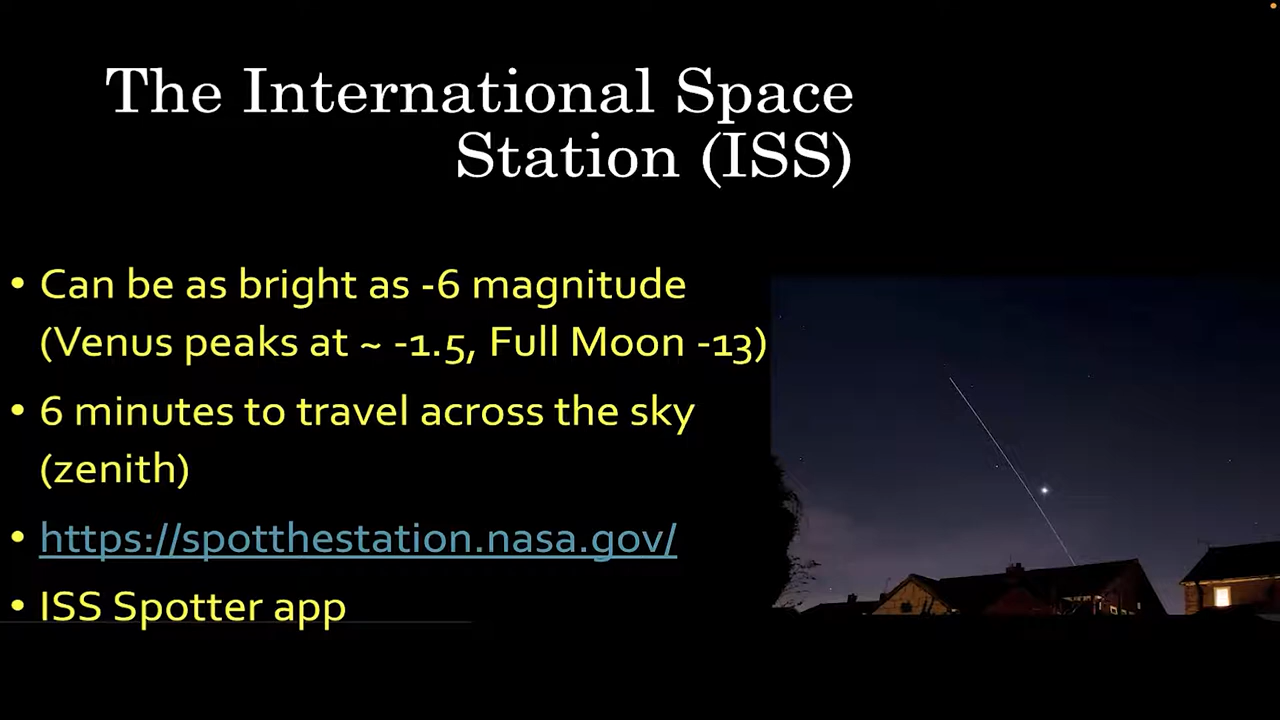 The International Space
Station (ISS)
• Can be as bright as -6 magnitude
(Venus peaks at ~ -1.5, Full Moon -13)
• 6 minutes to travel across the sky
(zenith)
• https://spotthestation.nasa.gov/
• ISS Spotter app